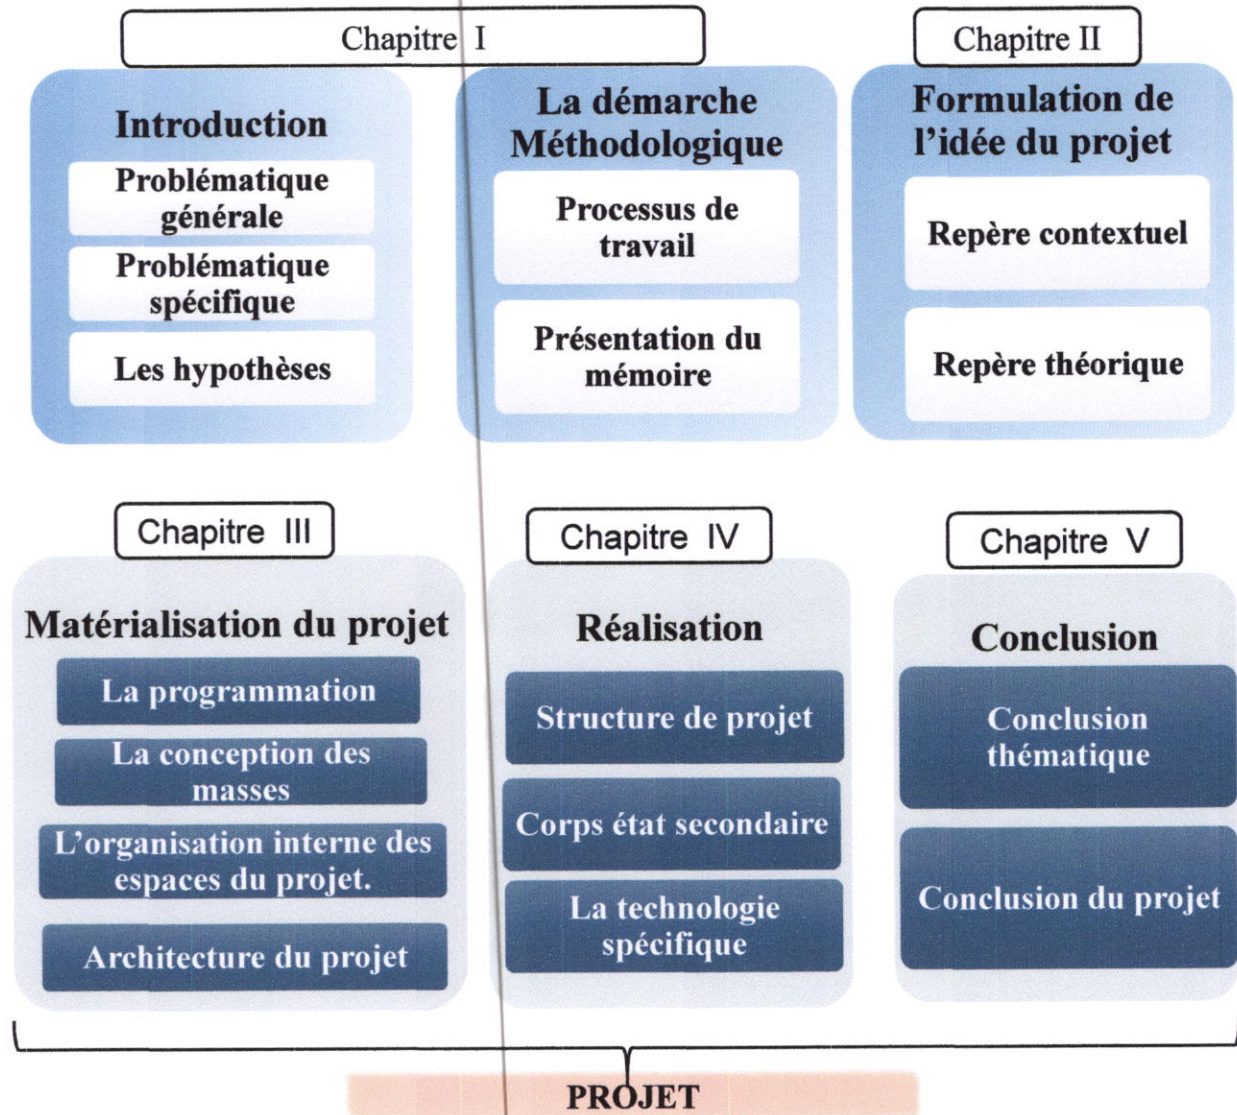 Chapitre I
Introduction
Problématique
générale
Problématique
spécifique
Les hypothèses
La démarche
Méthodologique
Processus de
travail
Présentation du
mémoire
Chapitre II
Formulation de
l'idée du projet
Repère contextuel
Repère théorique
Chapitre III
Matérialisation du projet
La programmation
La conception des
masses
L'organisation interne des
espaces du projet.
Architecture du projet
Chapitre IV
Réalisation
Structure de projet
Corps état secondaire
La technologie
spécifique
Chapitre V
Conclusion
Conclusion
thématique
Conclusion du projet
PROJET